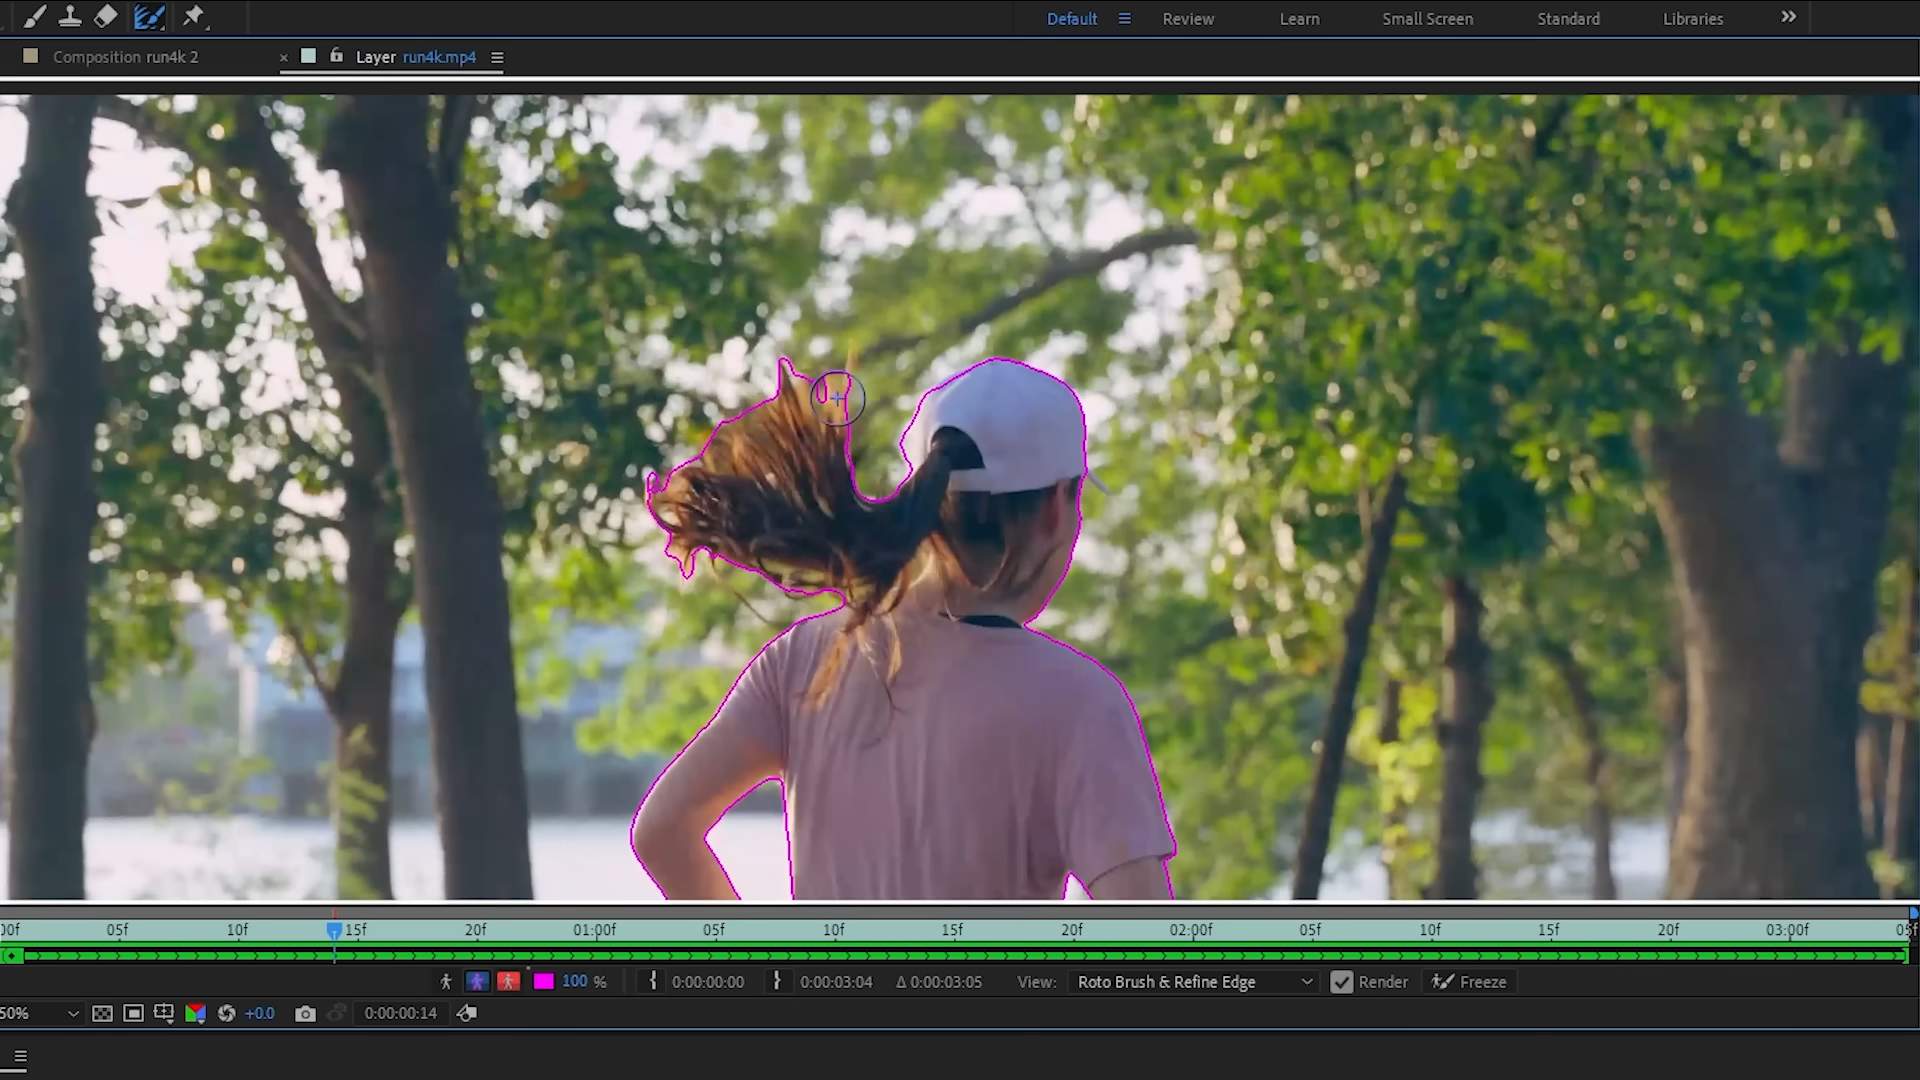 Default Review Learn Small Screen Standard Libraries
Composition run4k 2 × Layer run4k.mp4
00f 05f 10f 15f 20f 01:00f 05f 10f 15f 20f 02:00f 05f 10f 15f 20f 03:00f 05f
100 % 0:00:00:00 0:00:03:04 Δ 0:00:03:05 View: Roto Brush & Refine Edge Render Freeze
50% +0.0 0:00:00:14